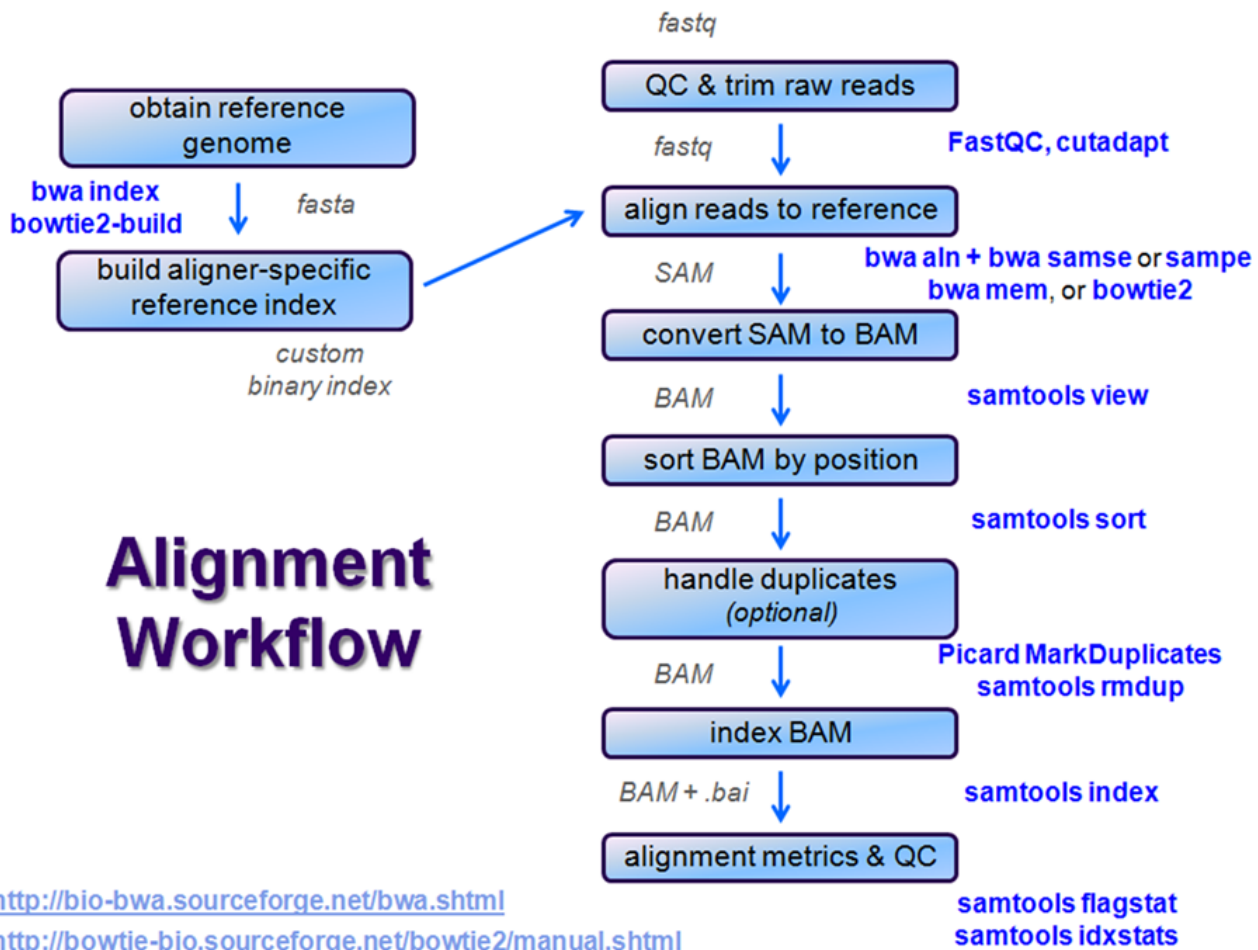 fastq
QC & trim raw reads
obtain reference
genome
fastq
FastQC, cutadapt
bwa index
bowtie2-build
fasta
align reads to reference
build aligner-specific
reference index
SAM
bwa aln + bwa samse or sampe
bwa mem, or bowtie2
convert SAM to BAM
custom
binary index
BAM
samtools view
sort BAM by position
BAM
samtools sort
Alignment
Workflow
handle duplicates
(optional)
BAM
Picard MarkDuplicates
samtools rmdup
index BAM
BAM + .bai
samtools index
alignment metrics & QC
http://bio-bwa.sourceforge.net/bwa.shtml
http://bowtie-bio.sourceforge.net/bowtie2/manual.shtml
samtools flagstat
samtools idxstats